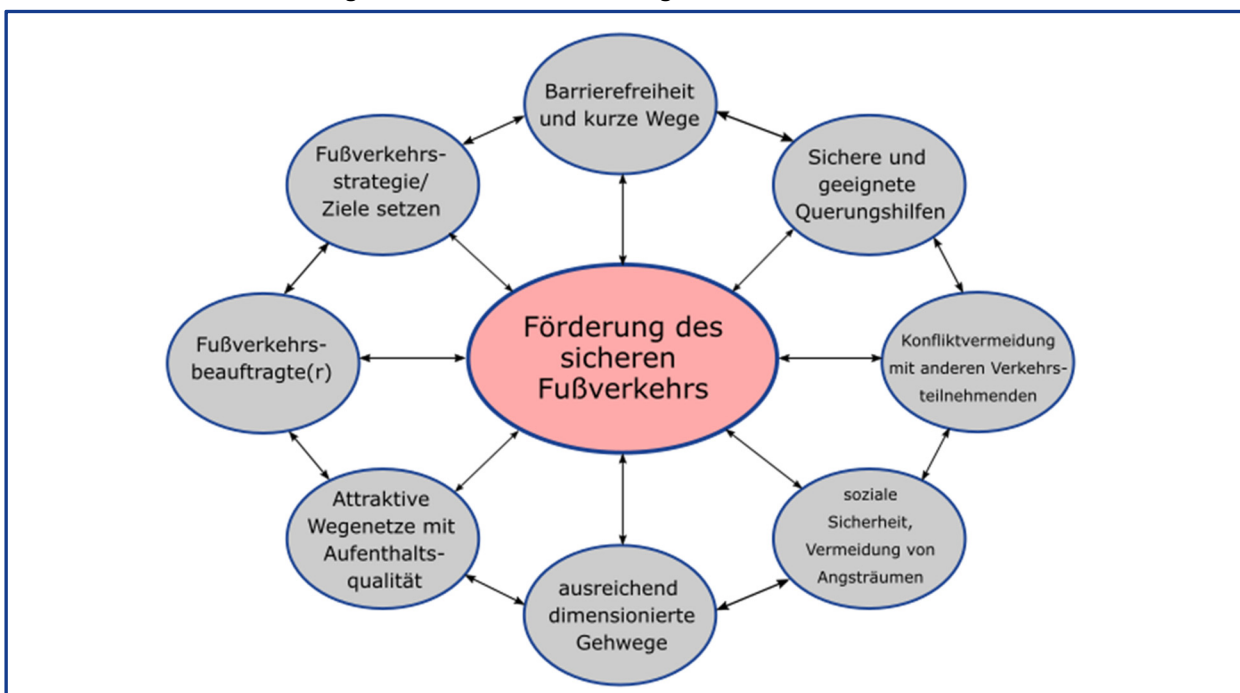 Barrierefreiheit
und kurze Wege
Fußverkehrs-
strategie/
Ziele setzen
Sichere und
geeignete
Querungshilfen
Förderung des
sicheren
Fußverkehrs
Fußverkehrs-
beauftragte(r)
Konfliktvermeidung
mit anderen Verkehrs-
teilnehmenden
Attraktive
Wegenetze mit
Aufenthalts-
qualität
soziale
Sicherheit,
Vermeidung von
Angsträumen
ausreichend
dimensionierte
Gehwege